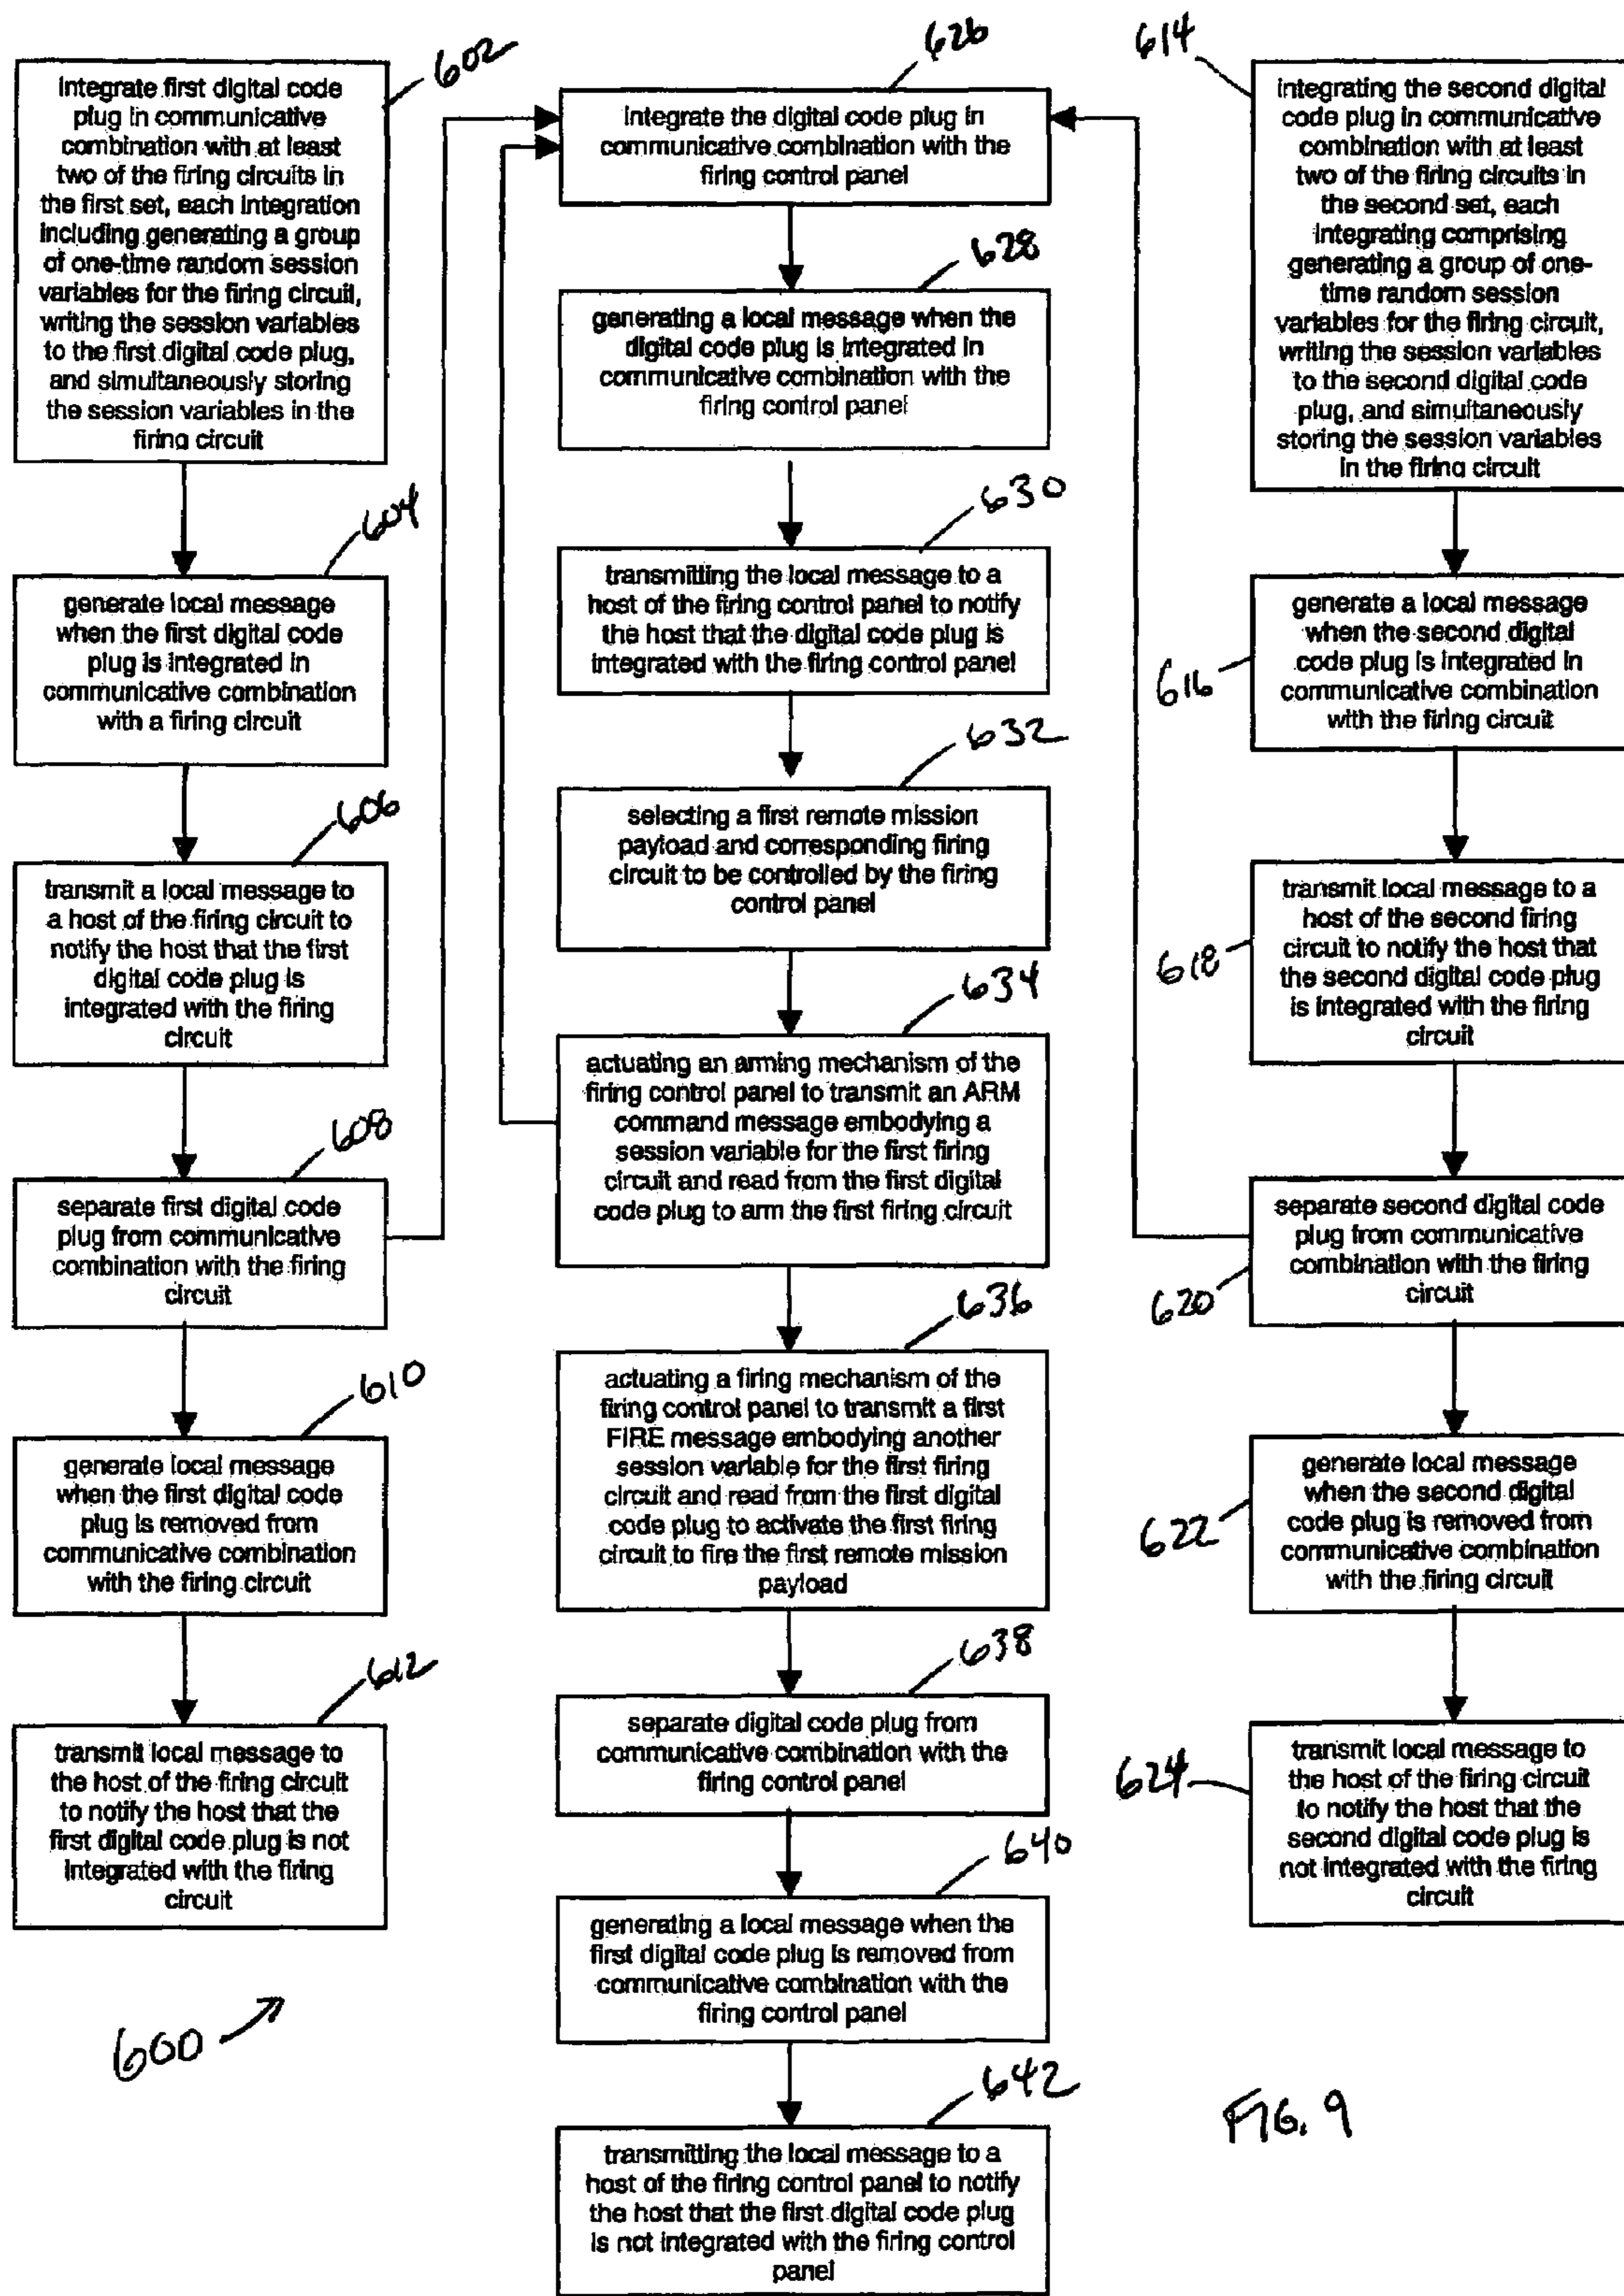 602
integrate first digital code
plug in communicative
combination with at least
two of the firing circuits in
the first set, each integration
including generating a group
of one-time random session
variables for the firing circuit,
writing the session variables
to the first digital code plug,
and simultaneously storing
the session variables in the
firing circuit
604
generate local message
when the first digital code
plug is integrated in
communicative combination
with a firing circuit
606
transmit a local message to
a host of the firing circuit to
notify the host that the first
digital code plug is
integrated with the firing
circuit
608
separate first digital code
plug from communicative
combination with the firing
circuit
610
generate local message
when the first digital code
plug is removed from
communicative combination
with the firing circuit
612
transmit local message to
the host of the firing circuit
to notify the host that the
first digital code plug is not
integrated with the firing
circuit
600
626
integrate the digital code plug in
communicative combination with the
firing control panel
628
generating a local message when the
digital code plug is integrated in
communicative combination with the
firing control panel
630
transmitting the local message to a
host of the firing control panel to notify
the host that the digital code plug is
integrated with the firing control panel
632
selecting a first remote mission
payload and corresponding firing
circuit to be controlled by the firing
control panel
634
actuating an arming mechanism of the
firing control panel to transmit an ARM
command message embodying a
session variable for the first firing
circuit and read from the first digital
code plug to arm the first firing circuit
636
actuating a firing mechanism of the
firing control panel to transmit a first
FIRE message embodying another
session variable for the first firing
circuit and read from the first digital
code plug to activate the first firing
circuit to fire the first remote mission
payload
638
separate digital code plug from
communicative combination with the
firing control panel
640
generating a local message when the
first digital code plug is removed from
communicative combination with the
firing control panel
642
transmitting the local message to a
host of the firing control panel to notify
the host that the first digital code plug
is not integrated with the firing control
panel
614
integrating the second digital
code plug in communicative
combination with at least
two of the firing circuits in
the second set, each
integrating comprising
generating a group of one-
time random session
variables for the firing circuit,
writing the session variables
to the second digital code
plug, and simultaneously
storing the session variables
in the firing circuit
616
generate a local message
when the second digital
code plug is integrated in
communicative combination
with the firing circuit
618
transmit local message to a
host of the second firing
circuit to notify the host that
the second digital code plug
is integrated with the firing
circuit
620
separate second digital code
plug from communicative
combination with the firing
circuit
622
generate local message
when the second digital
code plug is removed from
communicative combination
with the firing circuit
624
transmit local message to
the host of the firing circuit
to notify the host that the
second digital code plug is
not integrated with the firing
circuit
FIG. 9